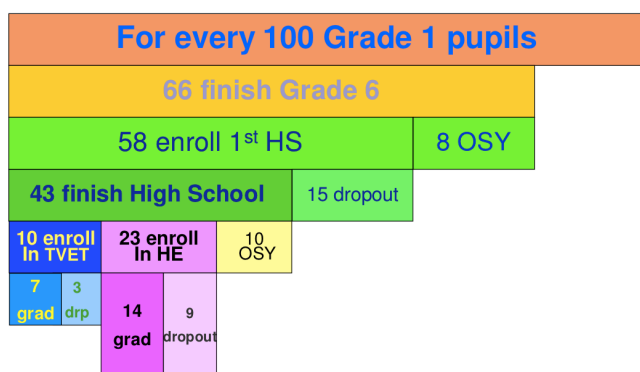 For every 100 Grade 1 pupils
66 finish Grade 6
58 enroll 1st HS
8 OSY
43 finish High School
15 dropout
10 enroll
In TVET
23 enroll
In HE
10
OSY
7
grad
3
drp
14
grad
9
dropout